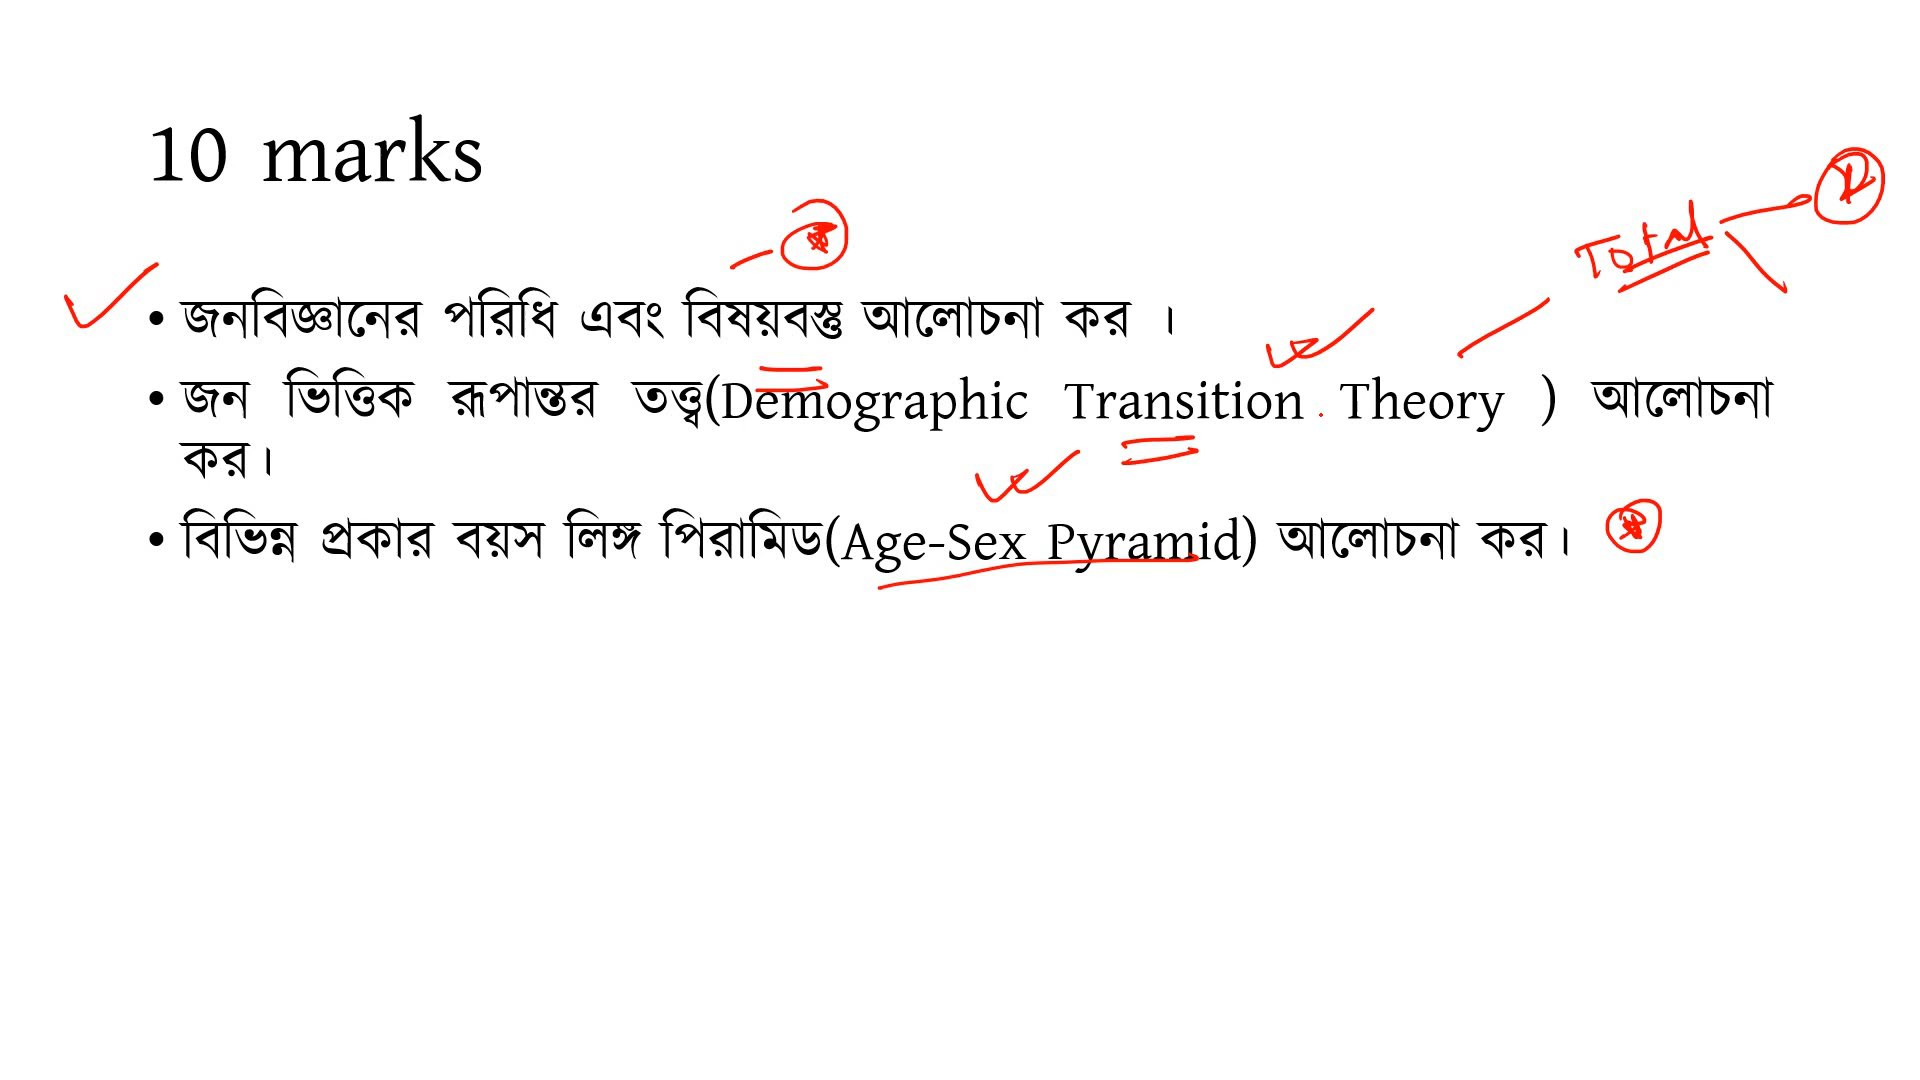 10 marks
Total
• জনবিজ্ঞানের পরিধি এবং বিষয়বস্তু আলোচনা কর ।
• জন ভিত্তিক রূপান্তর তত্ত্ব(Demographic Transition Theory ) আলোচনা
কর।
• বিভিন্ন প্রকার বয়স লিঙ্গ পিরামিড(Age-Sex Pyramid) আলোচনা কর।